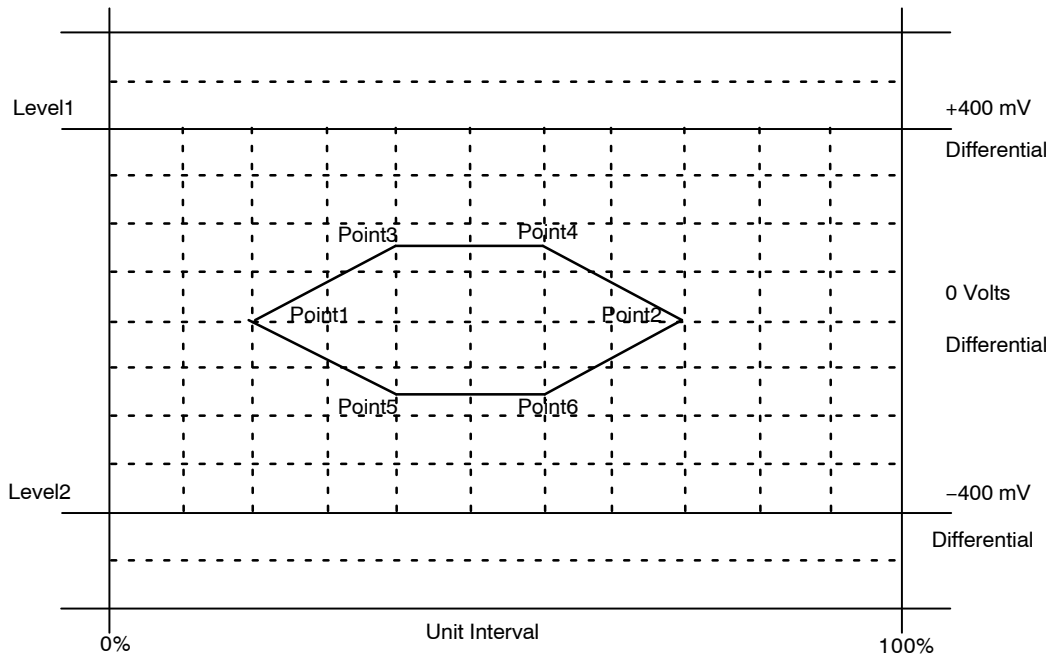 Level1
+400 mV
Differential
Point3
Point4
0 Volts
Point1
Point2
Differential
Point5
Point6
Level2
−400 mV
Differential
Unit Interval
0%
100%